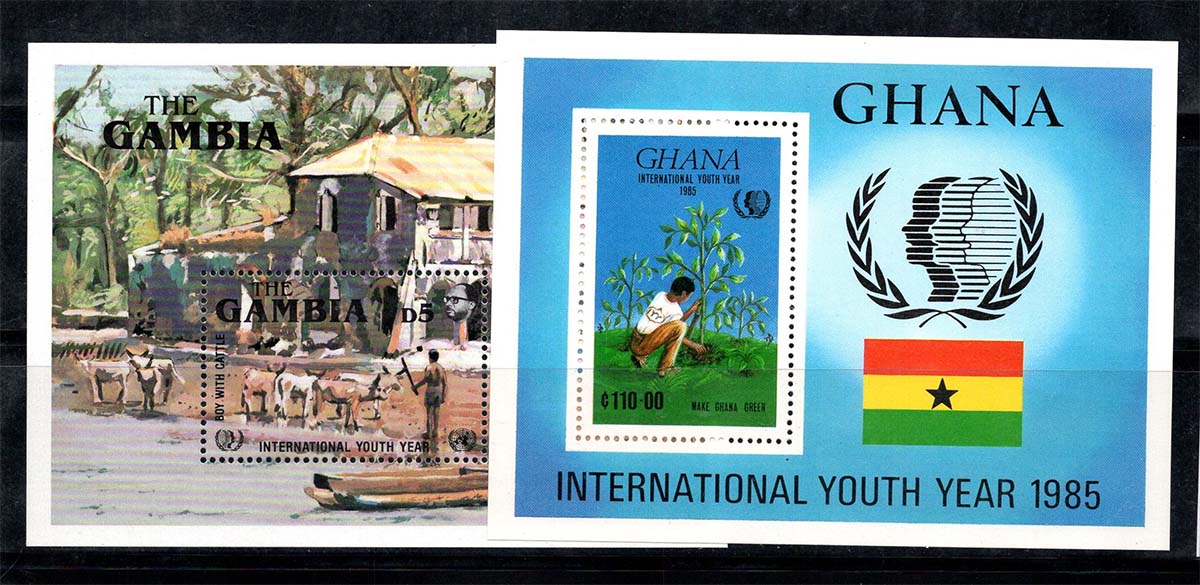 THE
GAMBIA
THE
GAMBIA
D5
BOY WITH CATTLE
INTERNATIONAL YOUTH YEAR
GHANA
GHANA
INTERNATIONAL YOUTH YEAR
1985
¢110·00
MAKE GHANA GREEN
INTERNATIONAL YOUTH YEAR 1985